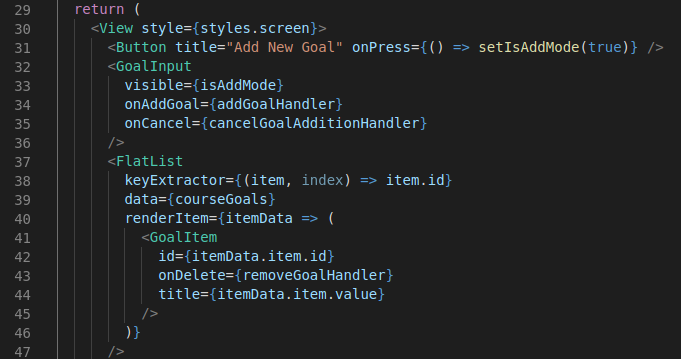 29 return (
30 <View style={styles.screen}>
31 <Button title="Add New Goal" onPress={() => setIsAddMode(true)} />
32 <GoalInput
33 visible={isAddMode}
34 onAddGoal={addGoalHandler}
35 onCancel={cancelGoalAdditionHandler}
36 />
37 <FlatList
38 keyExtractor={(item, index) => item.id}
39 data={courseGoals}
40 renderItem={itemData => (
41 <GoalItem
42 id={itemData.item.id}
43 onDelete={removeGoalHandler}
44 title={itemData.item.value}
45 />
46 )}
47 />